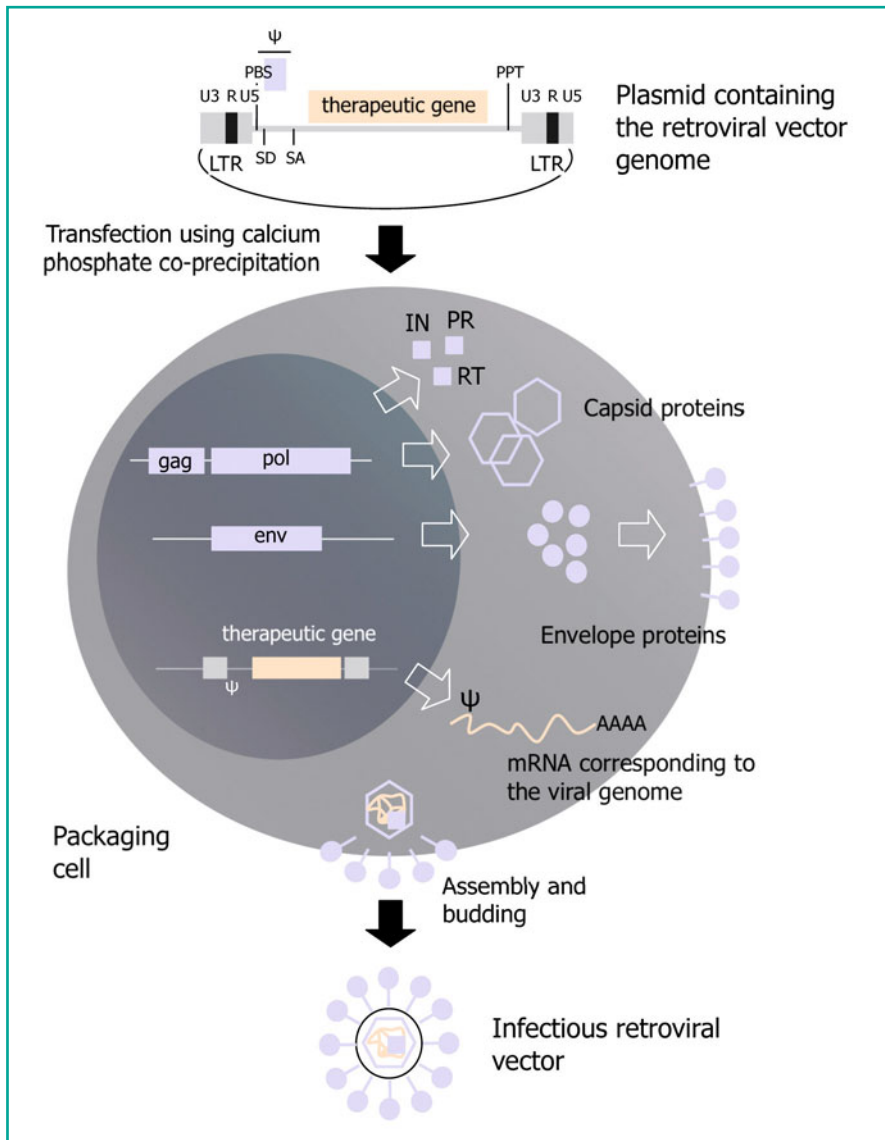 ψ
PBS
PPT
U3 R U5
therapeutic gene
U3 R U5
SD
SA
LTR
LTR
Plasmid containing
the retroviral vector
genome
Transfection using calcium
phosphate co-precipitation
IN
PR
RT
Capsid proteins
gag
pol
env
Envelope proteins
therapeutic gene
ψ
ψ
AAAA
mRNA corresponding to
the viral genome
Packaging
cell
Assembly and
budding
Infectious retroviral
vector